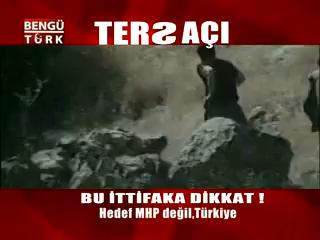 BENGÜ
TÜRK
TERS AÇI
BU İTTİFAKA DİKKAT !
Hedef MHP değil,Türkiye